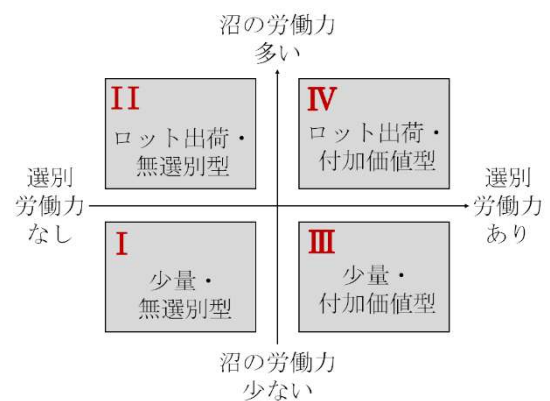 沼の労働力
多い
II
ロット出荷・
無選別型
IV
ロット出荷・
付加価値型
選別
労働力
なし
選別
労働力
あり
I
少量・
無選別型
III
少量・
付加価値型
沼の労働力
少ない